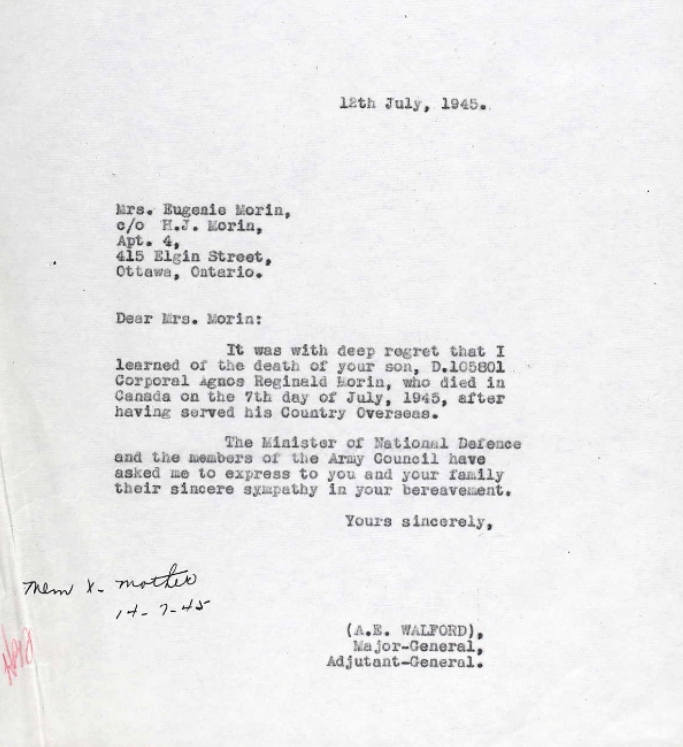 12th July, 1945.
Mrs. Eugenie Morin,
c/o H.J. Morin,
Apt. 4,
415 Elgin Street,
Ottawa, Ontario.
Dear Mrs. Morin:
It was with deep regret that I
learned of the death of your son, D.105801
Corporal Agnos Reginald Morin, who died in
Canada on the 7th day of July, 1945, after
having served his Country Overseas.
The Minister of National Defence
and the members of the Army Council have
asked me to express to you and your family
their sincere sympathy in your bereavement.
Yours sincerely,
Mem X- mother
14-7-45
(A.E. WALFORD),
Major-General,
Adjutant-General.